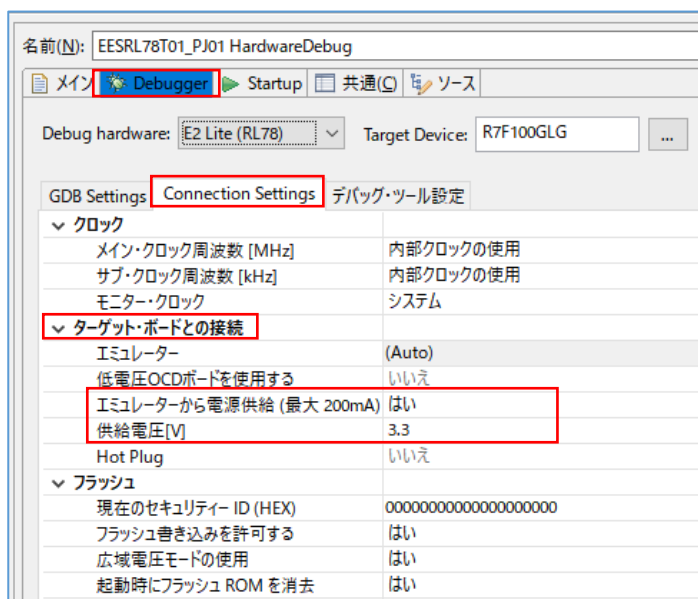 名前(N): EESRL78T01_PJ01 HardwareDebug
メイン Debugger Startup 共通(C) ソース
Debug hardware: E2 Lite (RL78) Target Device: R7F100GLG ...
GDB Settings Connection Settings デバッグ・ツール設定
クロック
メイン・クロック周波数 [MHz] 内部クロックの使用
サブ・クロック周波数 [kHz] 内部クロックの使用
モニター・クロック システム
ターゲット・ボードとの接続
エミュレーター (Auto)
低電圧OCDボードを使用する いいえ
エミュレーターから電源供給 (最大 200mA) はい
供給電圧[V] 3.3
Hot Plug いいえ
フラッシュ
現在のセキュリティー ID (HEX) 00000000000000000000
フラッシュ書き込みを許可する はい
広域電圧モードの使用 はい
起動時にフラッシュ ROM を消去 はい